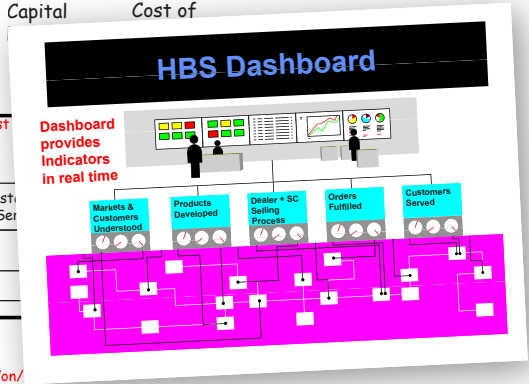 Capital Cost of
HBS Dashboard
Dashboard
provides
Indicators
in real time
Markets &
Customers
Understood
Products
Developed
Dealer + SC
Selling
Process
Orders
Fulfilled
Customers
Served